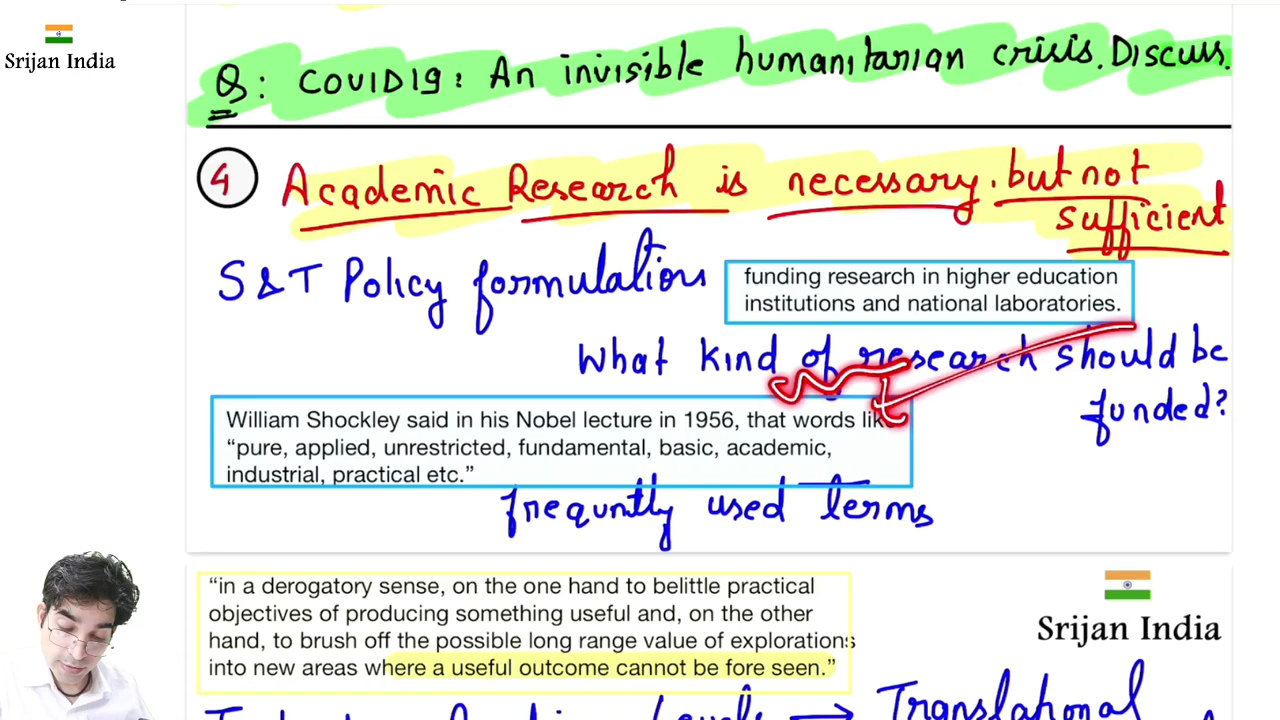 Srijan India
Q: COVID19: An invisible humanitarian crisis. Discuss.
4 Academic Research is necessary. but not
sufficient
S&T Policy formulation
funding research in higher education
institutions and national laboratories.
What kind of research should be
funded?
William Shockley said in his Nobel lecture in 1956, that words like
“pure, applied, unrestricted, fundamental, basic, academic,
industrial, practical etc.”
frequntly used terms
“in a derogatory sense, on the one hand to belittle practical
objectives of producing something useful and, on the other
hand, to brush off the possible long range value of explorations
into new areas where a useful outcome cannot be fore seen.”
Srijan India
Levels → Translational